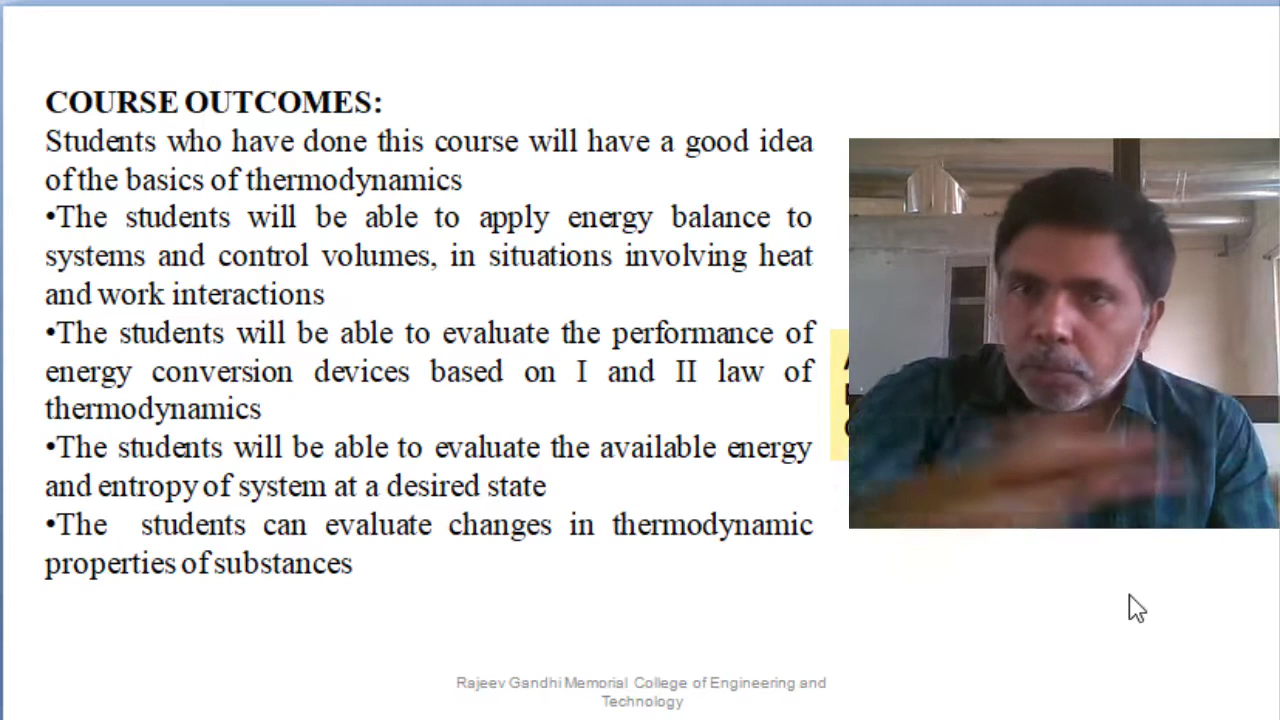 COURSE OUTCOMES:
Students who have done this course will have a good idea
of the basics of thermodynamics
•The students will be able to apply energy balance to
systems and control volumes, in situations involving heat
and work interactions
•The students will be able to evaluate the performance of
energy conversion devices based on I and II law of
thermodynamics
•The students will be able to evaluate the available energy
and entropy of system at a desired state
•The students can evaluate changes in thermodynamic
properties of substances
Rajeev Gandhi Memorial College of Engineering and
Technology